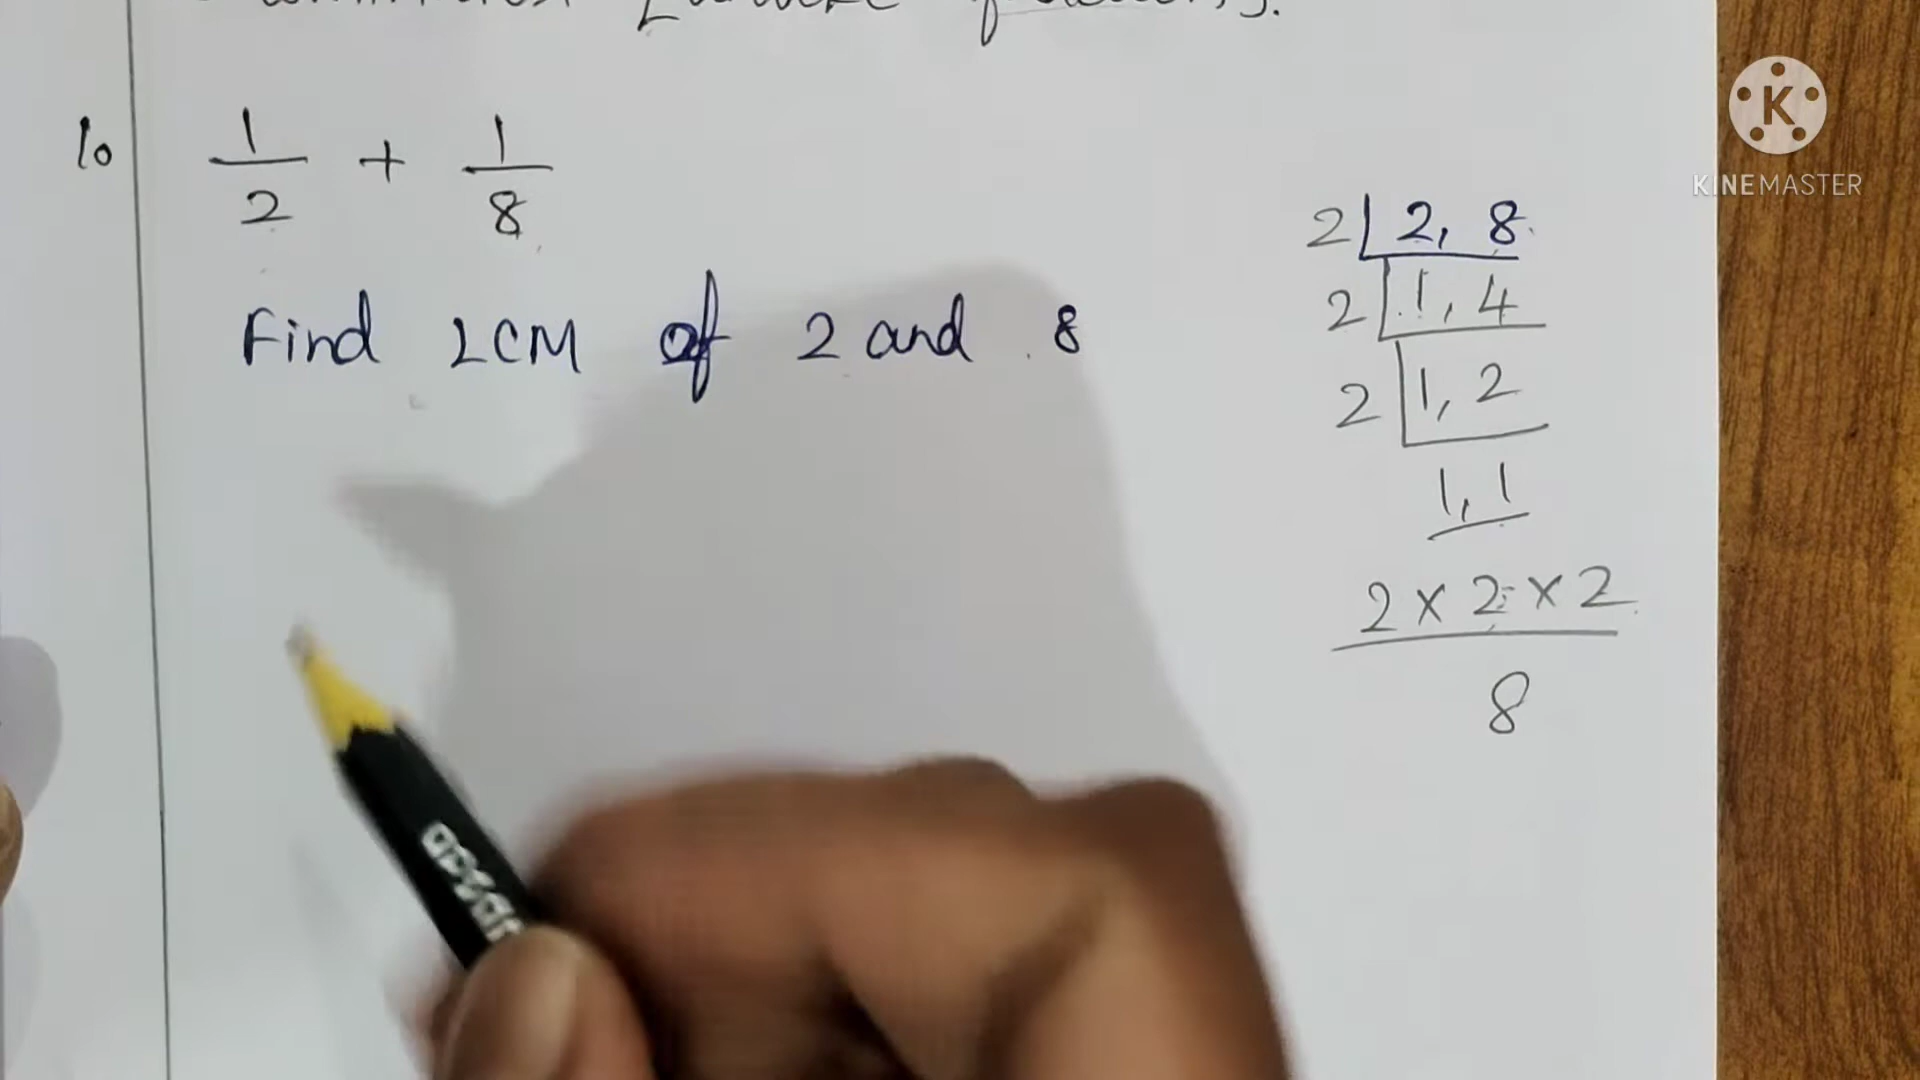 10 1/2 + 1/8
Find LCM of 2 and 8
2 | 2, 8
2 | 1, 4
2 | 1, 2
1, 1
2 × 2 × 2
8
KINEMASTER
K